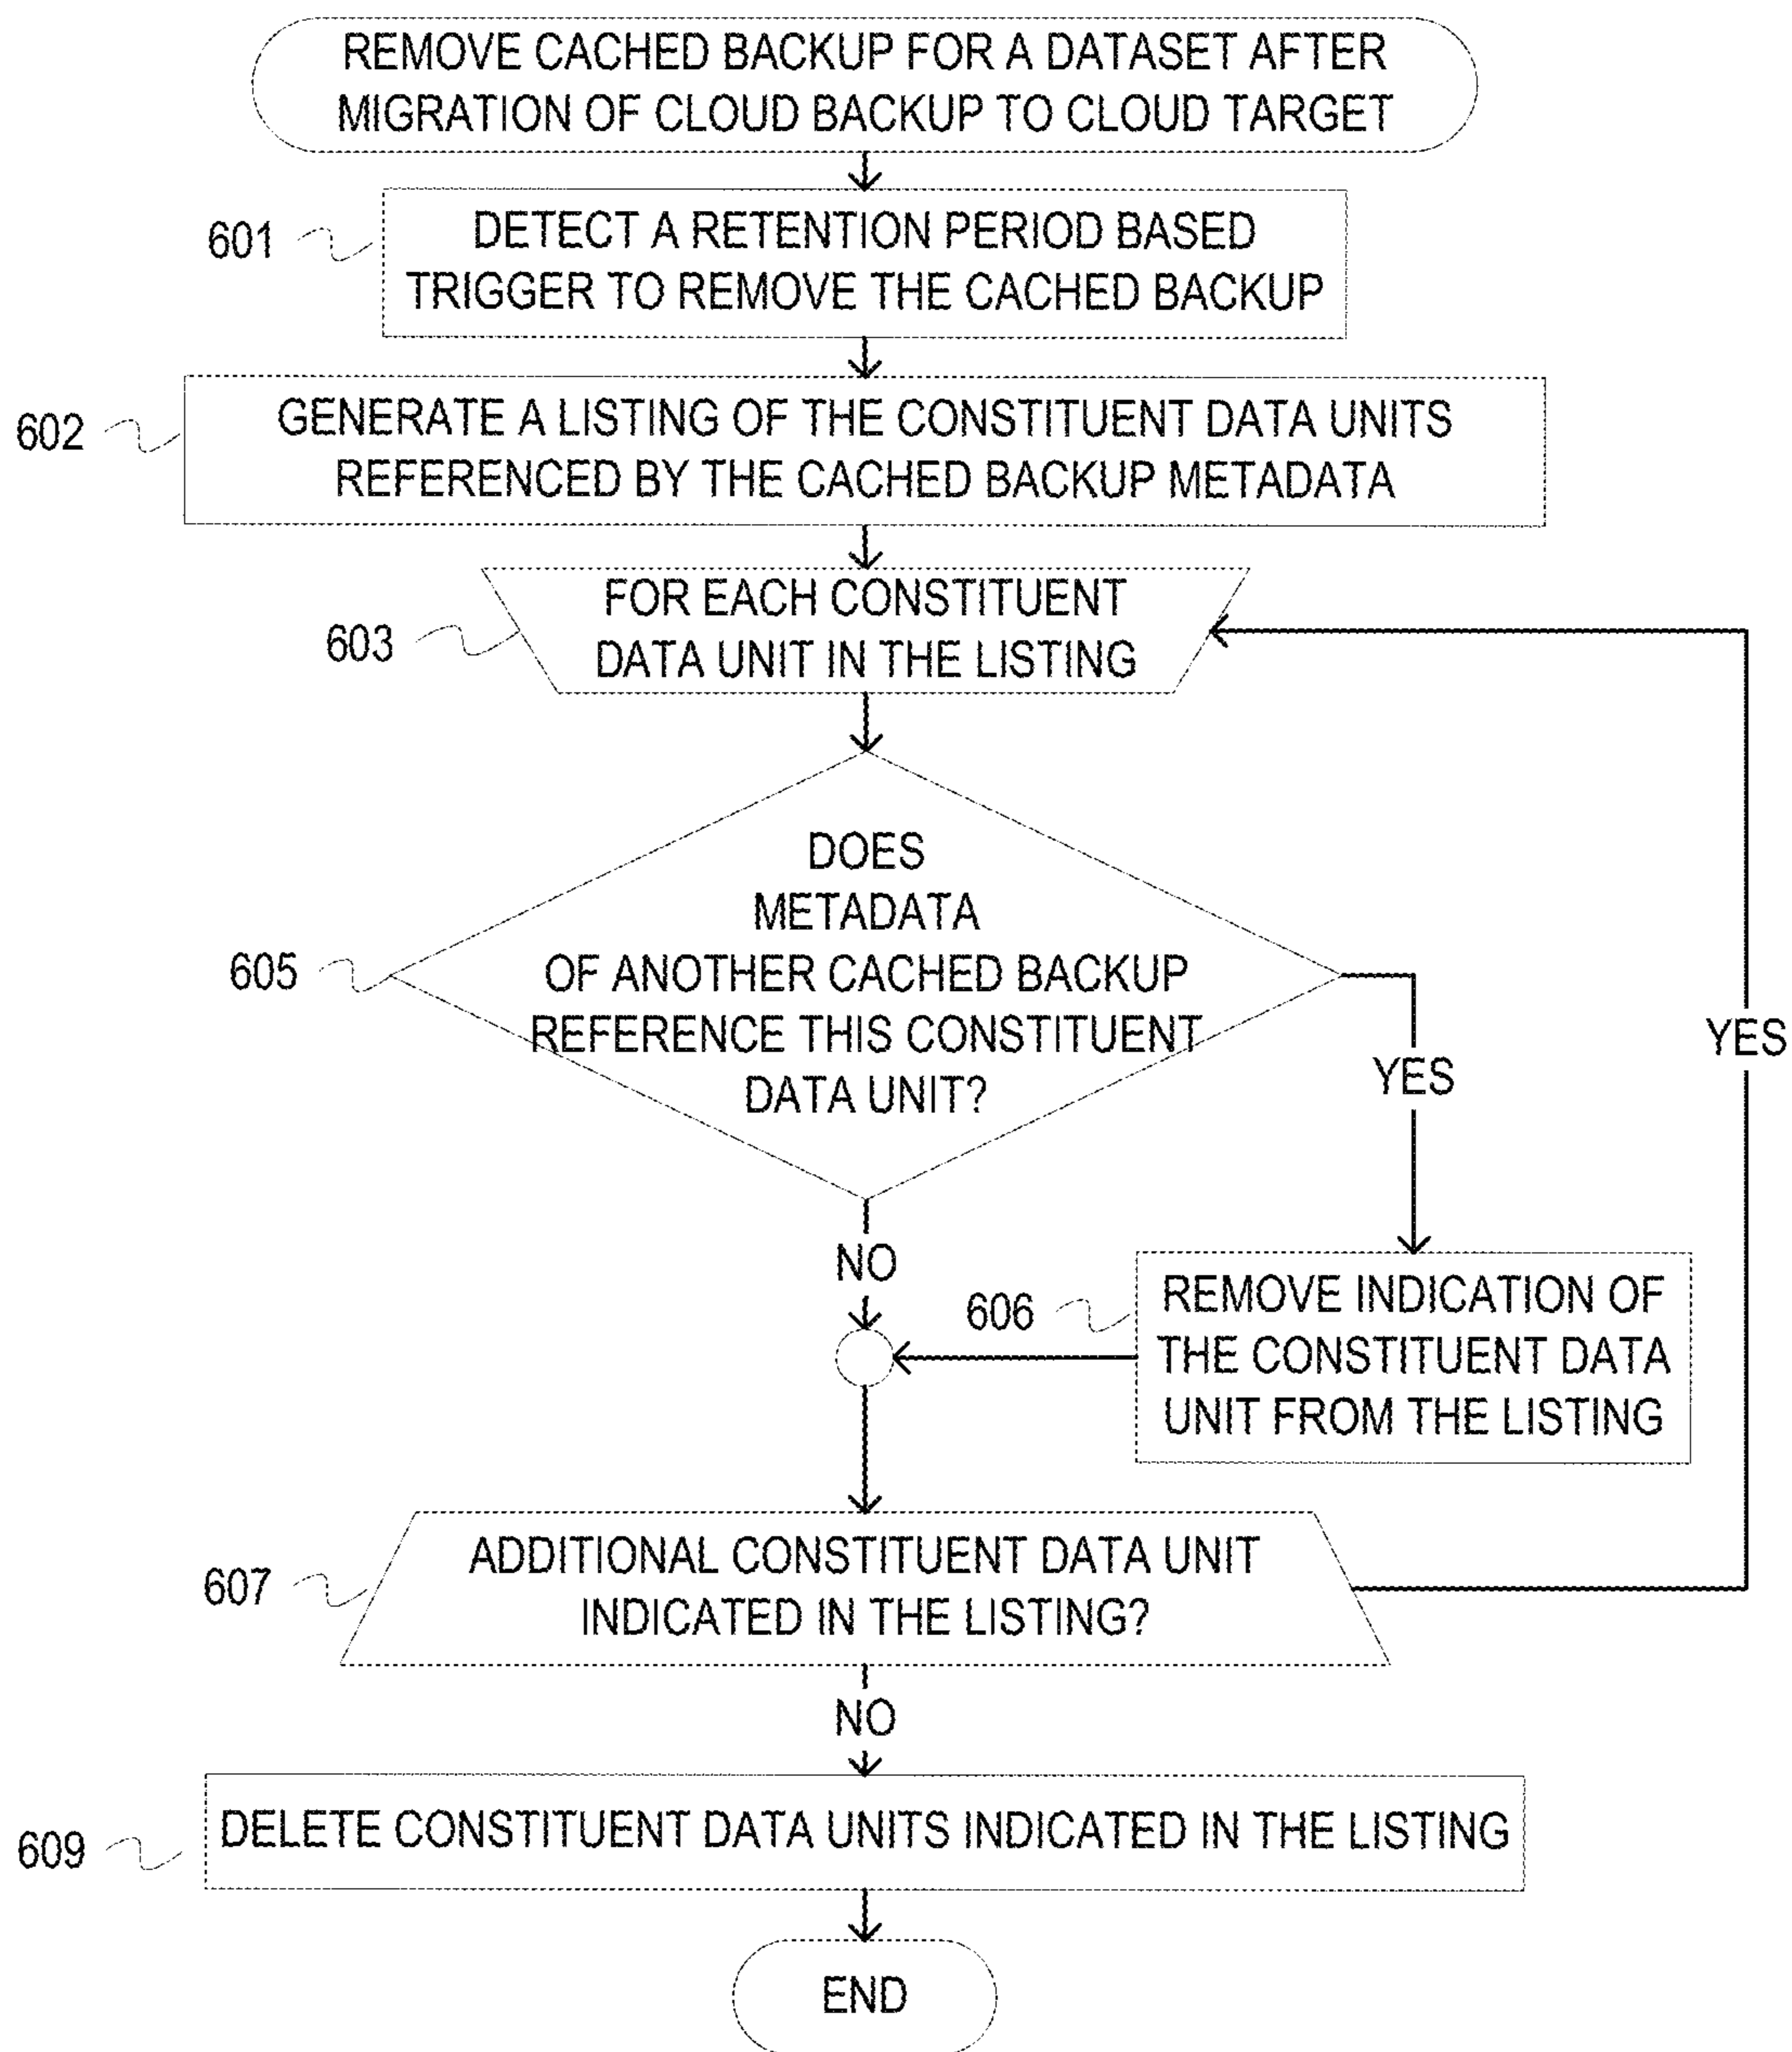 REMOVE CACHED BACKUP FOR A DATASET AFTER
MIGRATION OF CLOUD BACKUP TO CLOUD TARGET
601
DETECT A RETENTION PERIOD BASED
TRIGGER TO REMOVE THE CACHED BACKUP
602
GENERATE A LISTING OF THE CONSTITUENT DATA UNITS
REFERENCED BY THE CACHED BACKUP METADATA
603
FOR EACH CONSTITUENT
DATA UNIT IN THE LISTING
605
DOES
METADATA
OF ANOTHER CACHED BACKUP
REFERENCE THIS CONSTITUENT
DATA UNIT?
YES
YES
NO
606
REMOVE INDICATION OF
THE CONSTITUENT DATA
UNIT FROM THE LISTING
607
ADDITIONAL CONSTITUENT DATA UNIT
INDICATED IN THE LISTING?
NO
609
DELETE CONSTITUENT DATA UNITS INDICATED IN THE LISTING
END